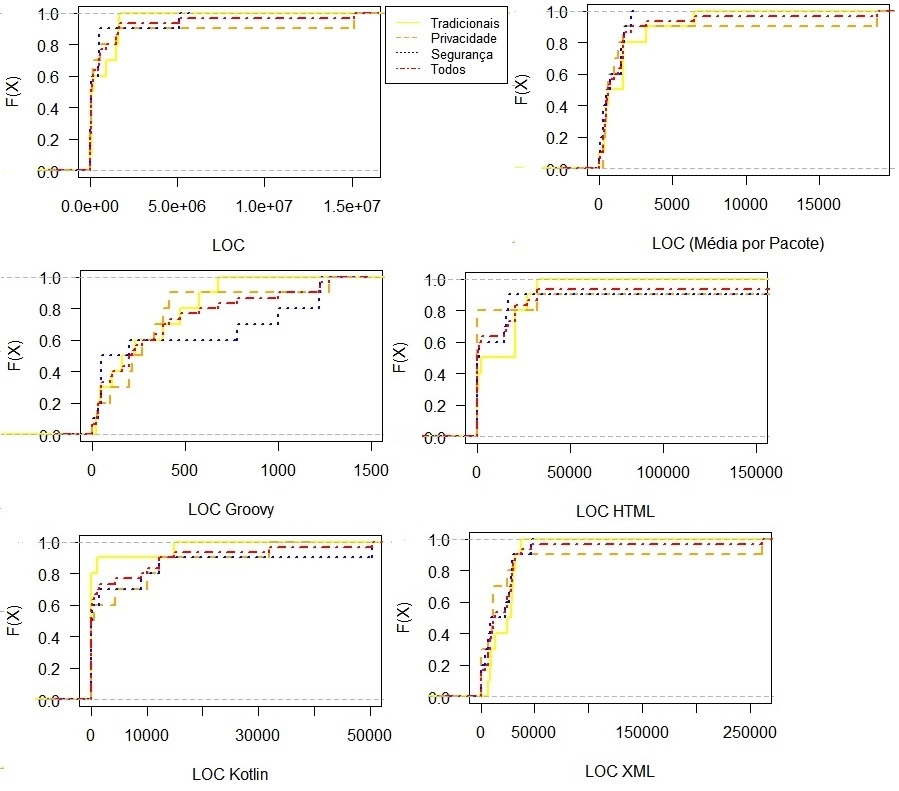 F(X)
1.0
0.8
0.6
0.4
0.2
0.0
0.0e+00 5.0e+06 1.0e+07 1.5e+07
LOC
Tradicionais
Privacidade
Segurança
Todos
F(X)
1.0
0.8
0.6
0.4
0.2
0.0
0 5000 10000 15000
LOC (Média por Pacote)
F(X)
1.0
0.8
0.6
0.4
0.2
0.0
0 500 1000 1500
LOC Groovy
F(X)
1.0
0.8
0.6
0.4
0.2
0.0
0 50000 100000 150000
LOC HTML
F(X)
1.0
0.8
0.6
0.4
0.2
0.0
0 10000 30000 50000
LOC Kotlin
F(X)
1.0
0.8
0.6
0.4
0.2
0.0
0 50000 150000 250000
LOC XML